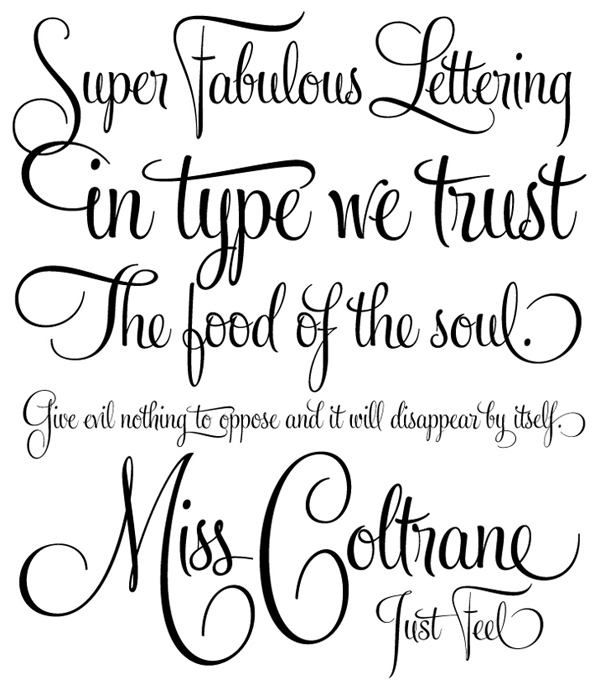 Super Fabulous Lettering
in type we trust
The food of the soul.
Give evil nothing to oppose and it will disappear by itself.
Miss Coltrane
Just Feel